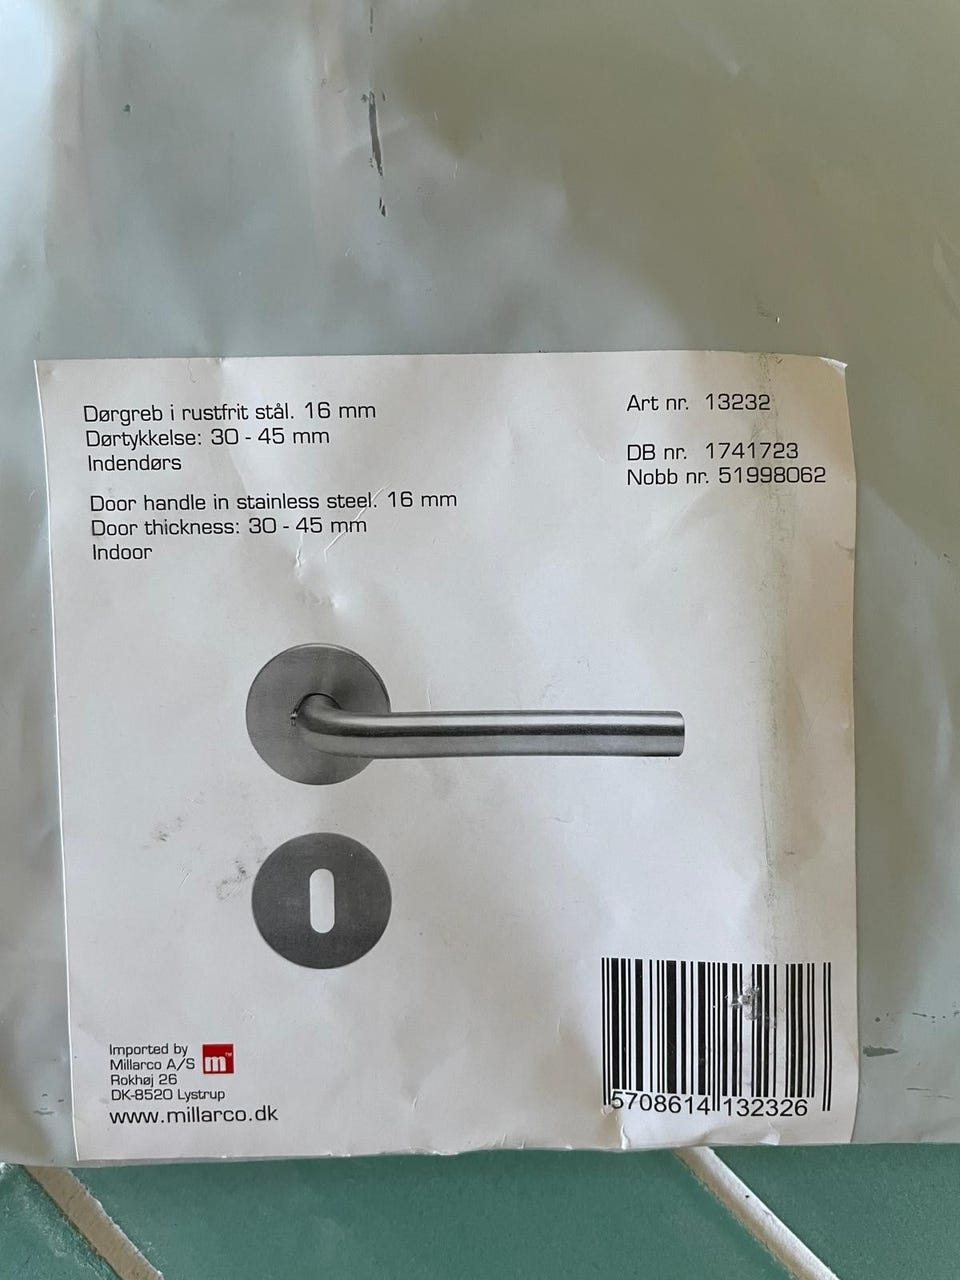 Dørgreb i rustfrit stål. 16 mm
Dørtykkelse: 30 - 45 mm
Indendørs
Door handle in stainless steel. 16 mm
Door thickness: 30 - 45 mm
Indoor
Art nr. 13232
DB nr. 1741723
Nobb nr. 51998062
Imported by
Millarco A/S
Rokhøj 26
DK-8520 Lystrup
www.millarco.dk
m™
5708614 132326